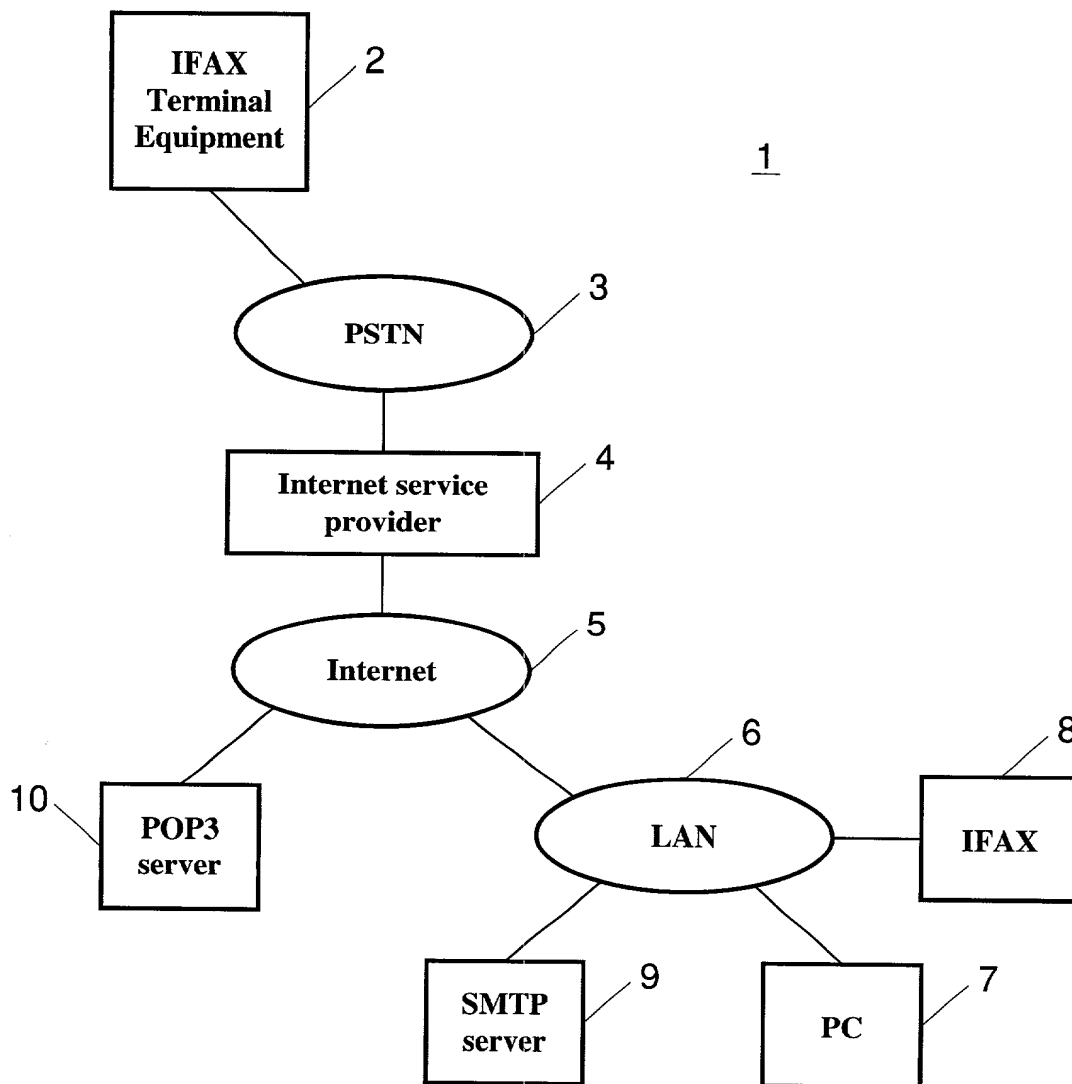 IFAX
Terminal
Equipment
2
1
PSTN
3
Internet service
provider
4
Internet
5
6
8
10
POP3
server
LAN
IFAX
SMTP
server
9
PC
7